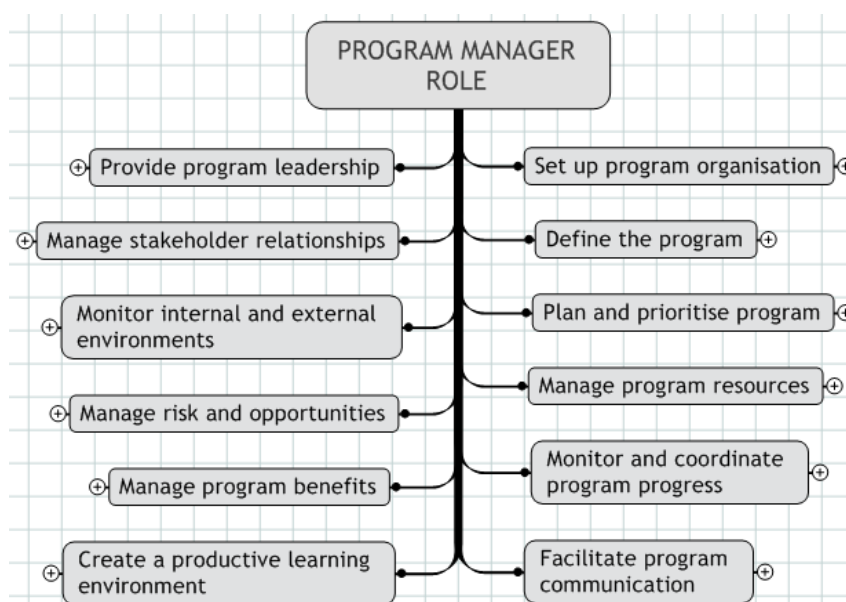 PROGRAM MANAGER
ROLE
Provide program leadership
Manage stakeholder relationships
Monitor internal and external
environments
Manage risk and opportunities
Manage program benefits
Create a productive learning
environment
Set up program organisation
Define the program
Plan and prioritise program
Manage program resources
Monitor and coordinate
program progress
Facilitate program
communication